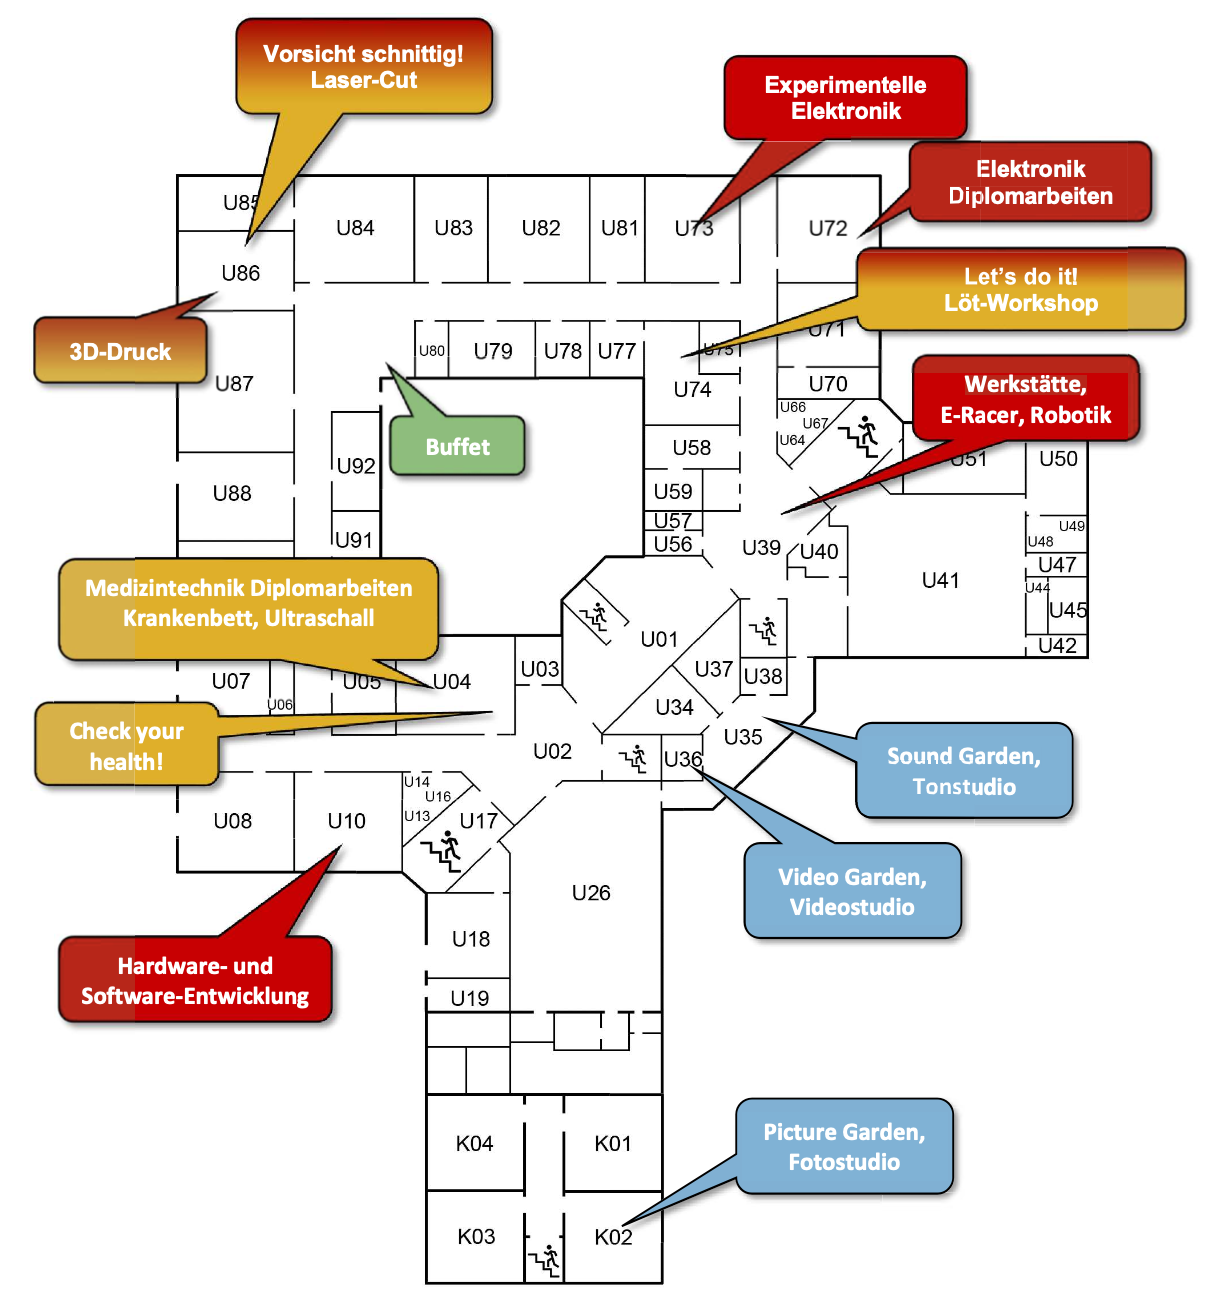 Vorsicht schnittig!
Laser-Cut
Experimentelle
Elektronik
Elektronik
Diplomarbeiten
U85
U84
U83
U82
U81
U73
U72
U86
Let's do it!
Löt-Workshop
3D-Druck
U71
U80
U79
U78
U77
U75
U87
U74
U70
Werkstätte,
E-Racer, Robotik
U66
U67
U64
Buffet
U58
U51
U50
U92
U88
U59
U57
U56
U91
U39
U40
U49
U48
U47
U41
U44
U45
U42
Medizintechnik Diplomarbeiten
Krankenbett, Ultraschall
U01
U03
U37
U38
U07
U06
U05
U04
U34
U35
Check your
health!
U02
U36
Sound Garden,
Tonstudio
U08
U10
U14
U16
U13
U17
Video Garden,
Videostudio
U26
U18
Hardware- und
Software-Entwicklung
U19
K04
K01
Picture Garden,
Fotostudio
K03
K02